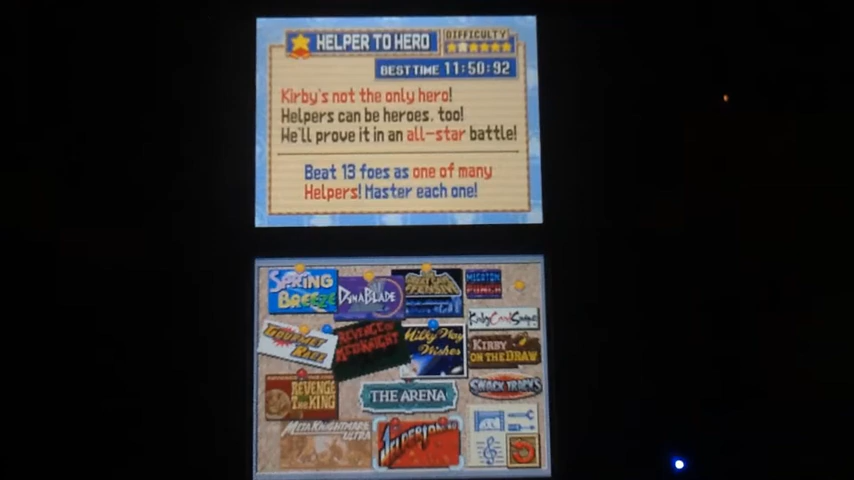 HELPER TO HERO
DIFFICULTY
BEST TIME 11:50:92
Kirby's not the only hero!
Helpers can be heroes, too!
We'll prove it in an all-star battle!
Beat 13 foes as one of many
Helpers! Master each one!
SPRING
BREEZE
DYNA BLADE
MEGATON
PUNCH
GOURMET
RACE
REVENGE OF
META KNIGHT
Milky Way
Wishes
KIRBY
ON THE DRAW
REVENGE
OF THE KING
THE ARENA
SNACK TRACKS
META KNIGHTMARE
ULTRA